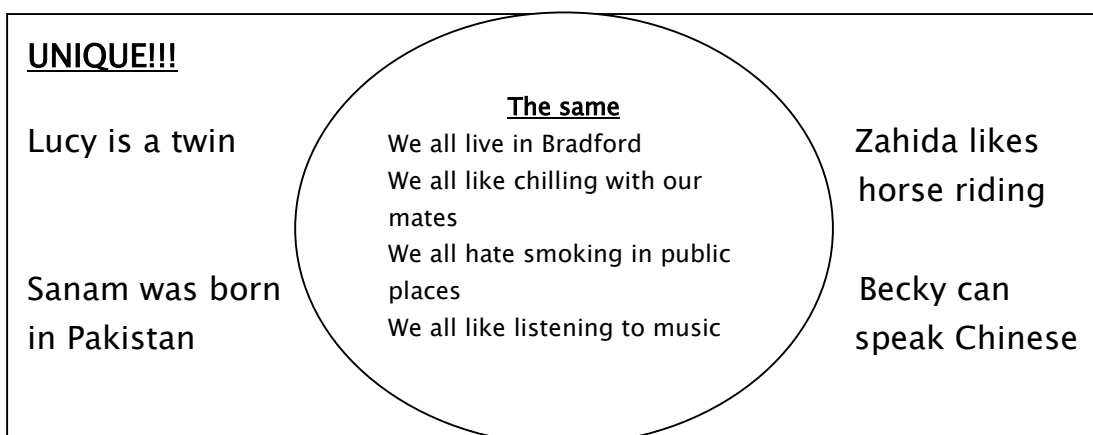 UNIQUE!!!
Lucy is a twin
Sanam was born
in Pakistan
The same
We all live in Bradford
We all like chilling with our
mates
We all hate smoking in public
places
We all like listening to music
Zahida likes
horse riding
Becky can
speak Chinese